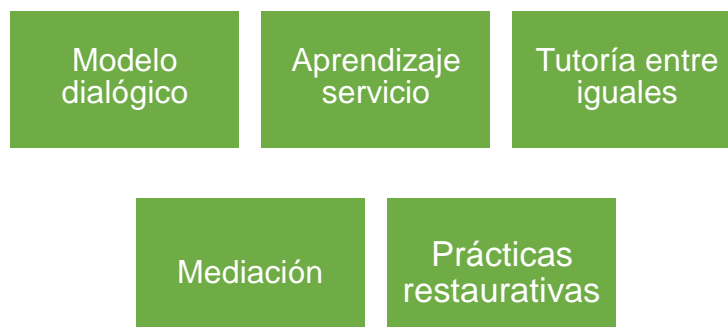 Modelo
dialógico
Aprendizaje
servicio
Tutoría entre
iguales
Mediación
Prácticas
restaurativas